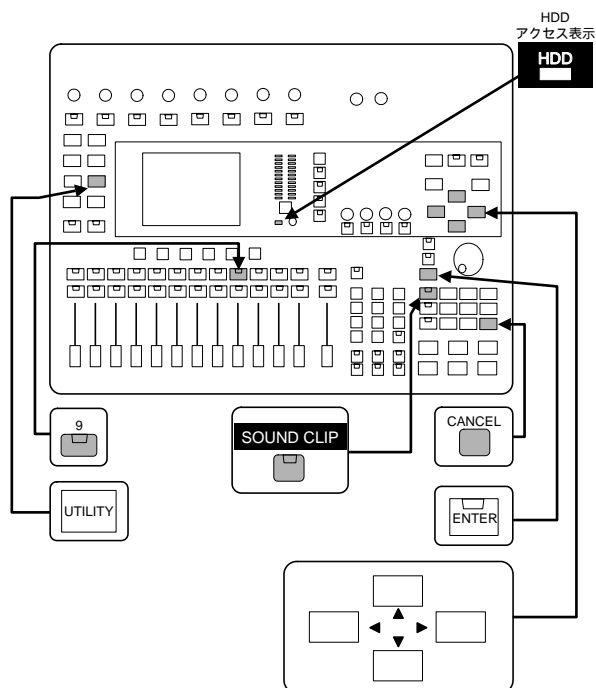 HDD
アクセス表示
HDD
9
SOUND CLIP
CANCEL
UTILITY
ENTER